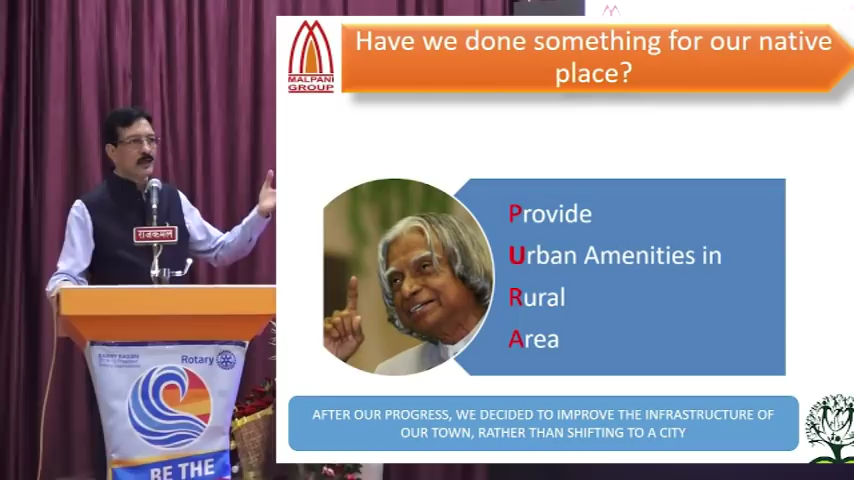 Have we done something for our native
place?
MALPANI
GROUP
Provide
Urban Amenities in
Rural
Area
AFTER OUR PROGRESS, WE DECIDED TO IMPROVE THE INFRASTRUCTURE OF
OUR TOWN, RATHER THAN SHIFTING TO A CITY
राजकमल
Rotary
BE THE